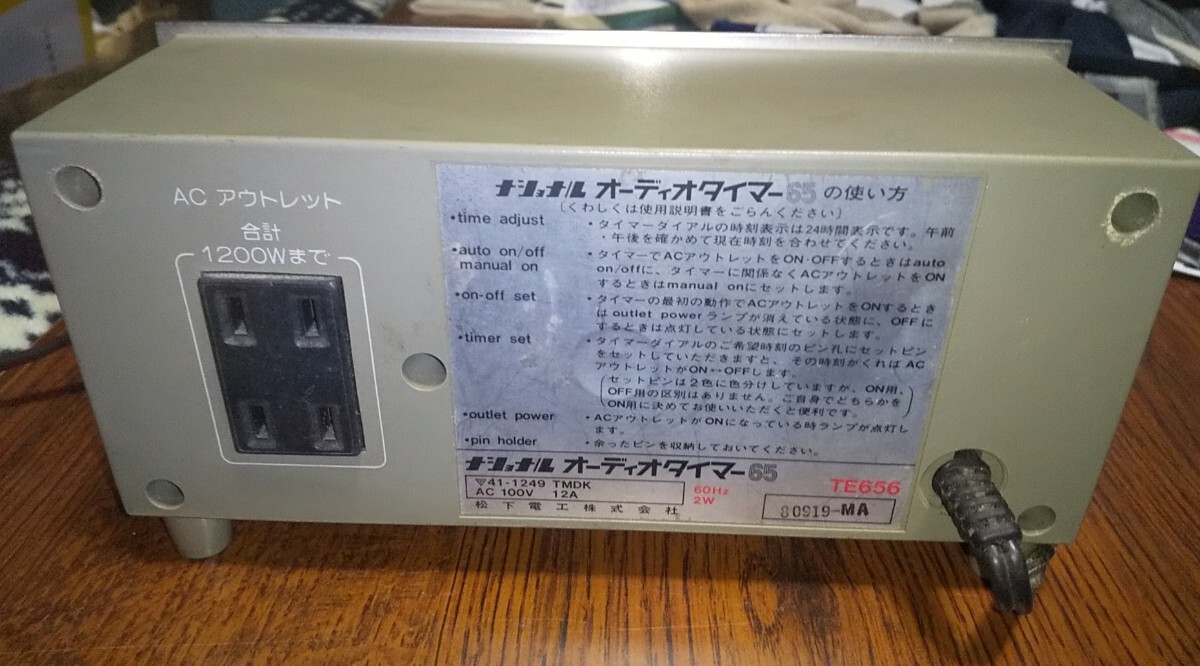 AC アウトレット
合計
1200Wまで
ナショナル オーディオタイマー65 の使い方
〔くわしくは使用説明書をごらんください〕
•time adjust ・タイマーダイアルの時刻表示は24時間表示です。午前
・午後を確かめて現在時刻を合わせてください。
•auto on/off ・タイマーでACアウトレットをON・OFFするときはauto
manual on on/offに、タイマーに関係なくACアウトレットをON
するときはmanual onにセットします。
•on-off set ・タイマーの最初の動作でACアウトレットをONするとき
は outlet power ランプが消えている状態に、OFFに
するときは点灯している状態にセットします。
•timer set ・タイマーダイアルのご希望時刻のピン孔にセットピン
をセットしていただきますと、その時刻がくれば AC
アウトレットがON↔OFFします。
(セットピンは2色に色分けしていますが、ON用、
OFF用の区別はありません。ご自身でどちらかを
ON用に決めてお使いいただくと便利です。)
•outlet power ・ACアウトレットがONになっている時ランプが点灯し
ます。
•pin holder ・余ったピンを収納しておいてください。
ナショナル オーディオタイマー65
▽41-1249 TMDK
AC 100V 12A
60Hz
2W
TE656
松下電工株式会社
80919-MA